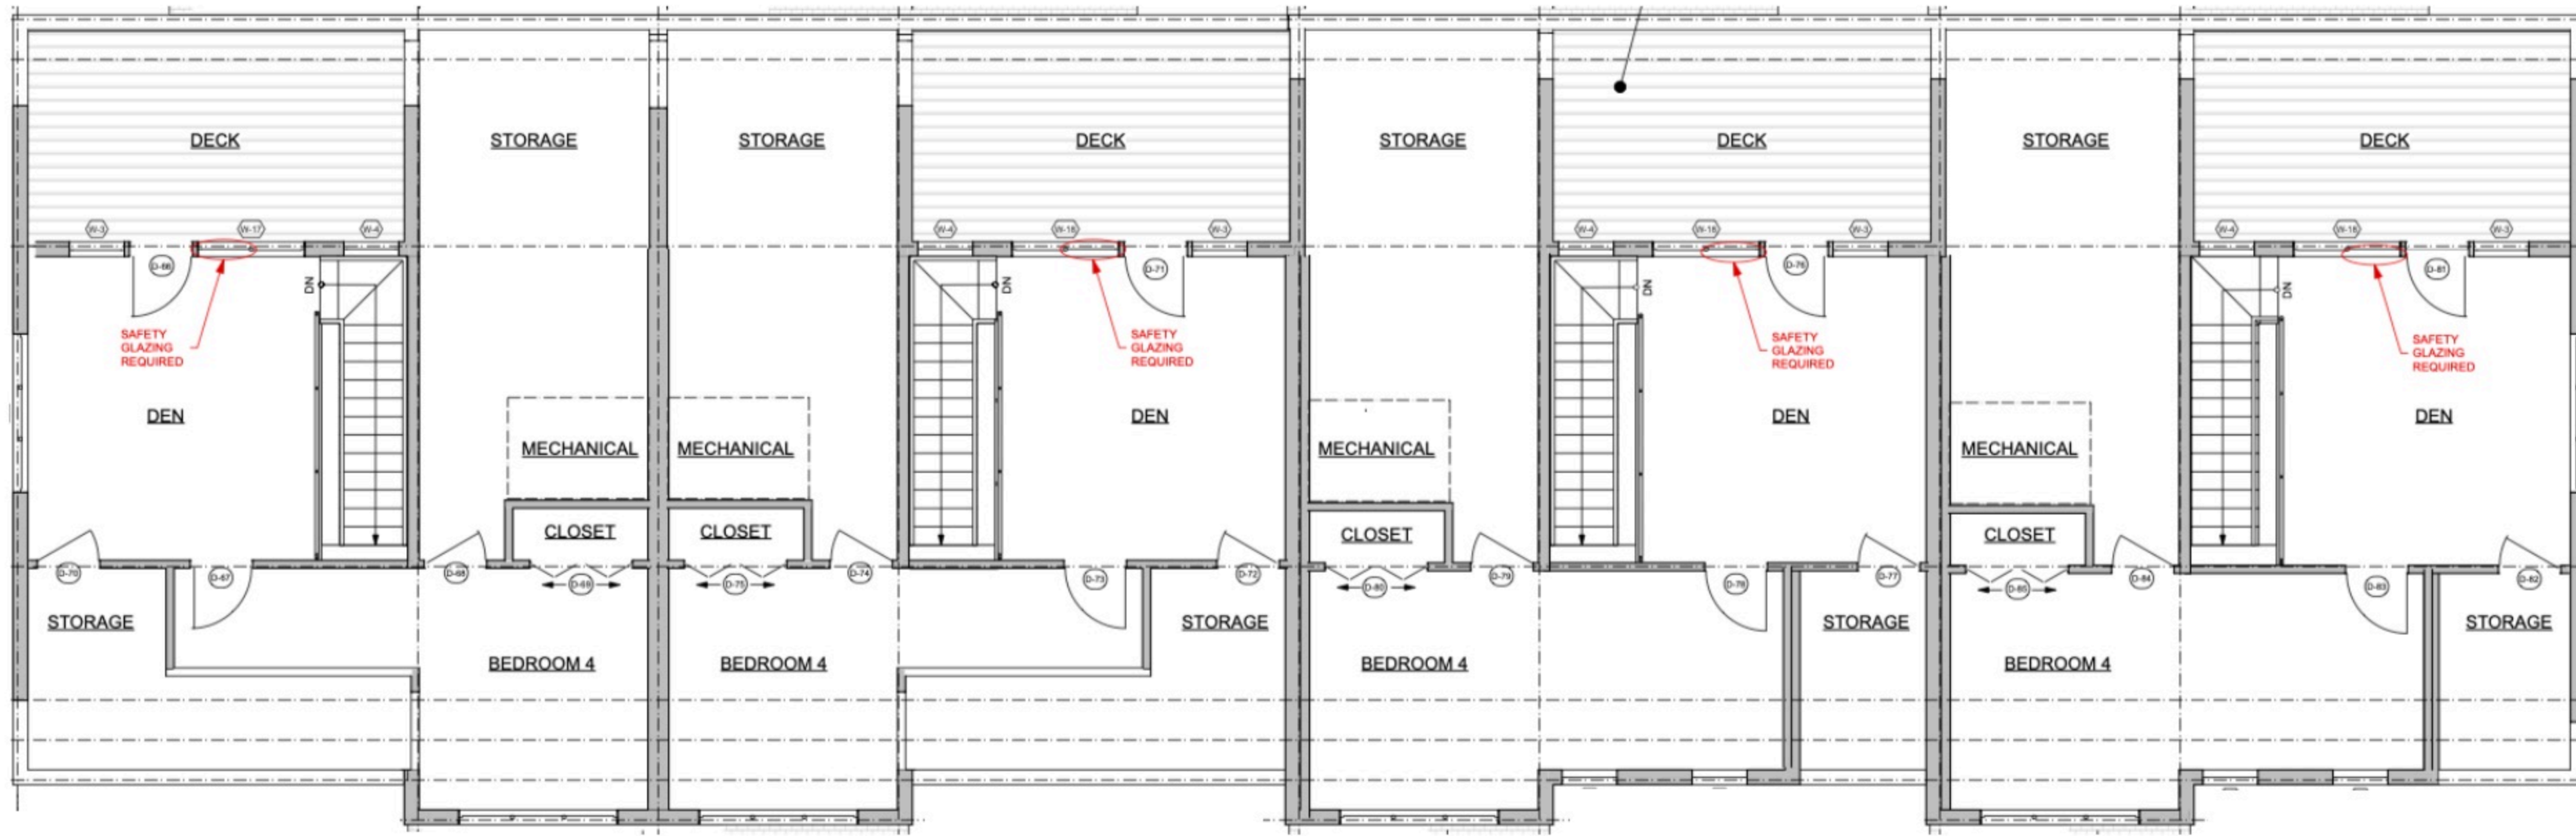 DECK
STORAGE
STORAGE
DECK
STORAGE
DECK
STORAGE
DECK
W-3
W-17
W-4
W-4
W-18
W-3
W-4
W-18
W-3
W-4
W-18
W-3
D-66
D-71
D-76
D-81
DN
DN
DN
DN
SAFETY
GLAZING
REQUIRED
SAFETY
GLAZING
REQUIRED
SAFETY
GLAZING
REQUIRED
SAFETY
GLAZING
REQUIRED
DEN
DEN
DEN
DEN
MECHANICAL
MECHANICAL
MECHANICAL
MECHANICAL
CLOSET
CLOSET
CLOSET
CLOSET
D-70
D-67
D-68
D-69
D-75
D-74
D-73
D-72
D-80
D-79
D-78
D-77
D-85
D-84
D-83
D-82
STORAGE
STORAGE
STORAGE
STORAGE
BEDROOM 4
BEDROOM 4
BEDROOM 4
BEDROOM 4